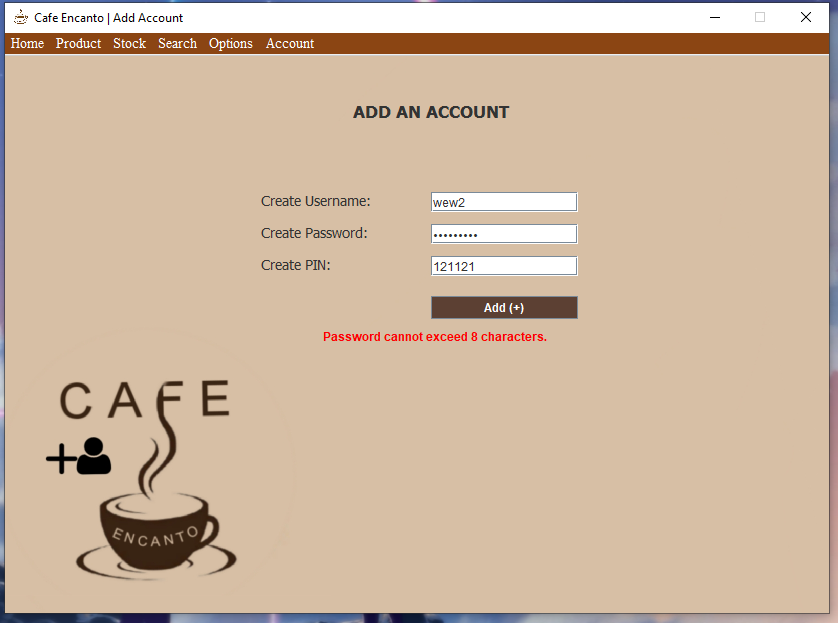 Cafe Encanto | Add Account
Home Product Stock Search Options Account
ADD AN ACCOUNT
Create Username: wew2
Create Password: •••••••••
Create PIN: 121121
Add (+)
Password cannot exceed 8 characters.
CAFE
ENCANTO